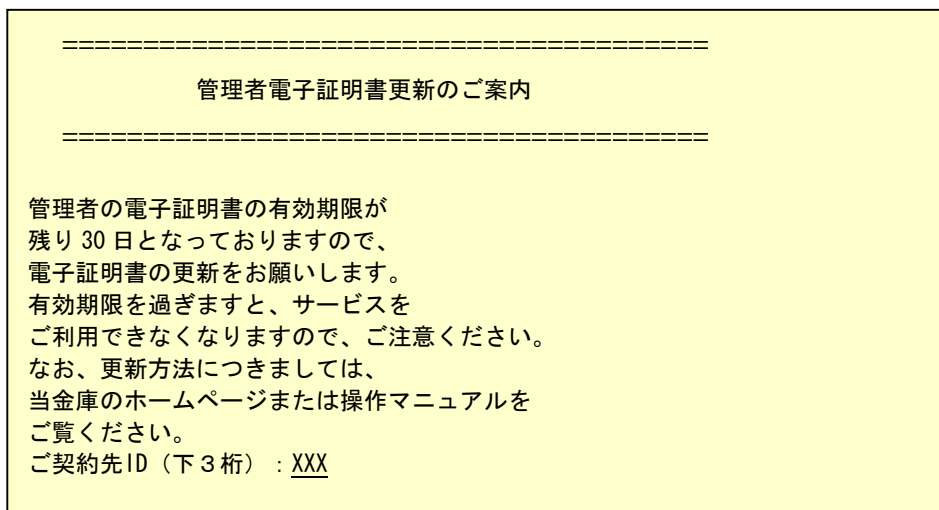 ========================================
管理者電子証明書更新のご案内
========================================
管理者の電子証明書の有効期限が
残り 30 日となっておりますので、
電子証明書の更新をお願いします。
有効期限を過ぎますと、サービスを
ご利用できなくなりますので、ご注意ください。
なお、更新方法につきましては、
当金庫のホームページまたは操作マニュアルを
ご覧ください。
ご契約先ID（下３桁）：XXX